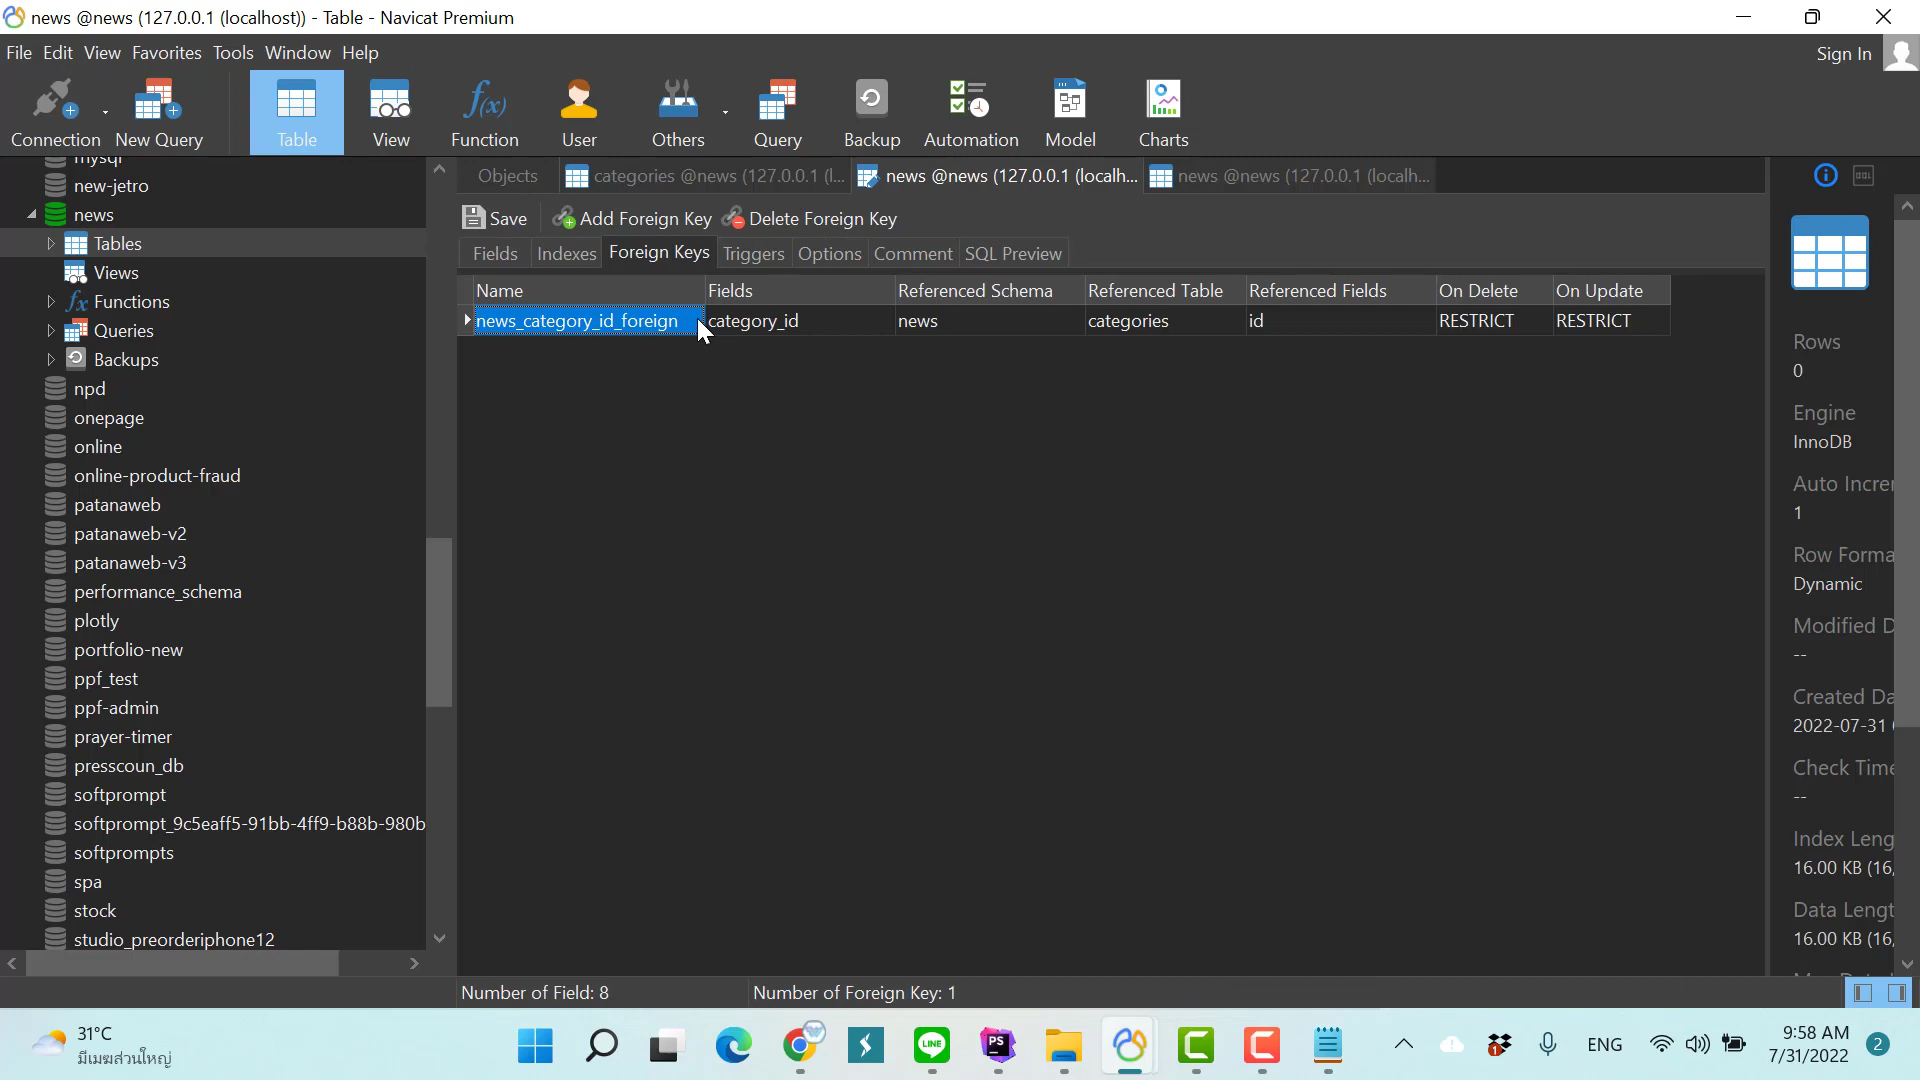 news @news (127.0.0.1 (localhost)) - Table - Navicat Premium
File Edit View Favorites Tools Window Help
Sign In
Connection New Query Table View Function User Others Query Backup Automation Model Charts
mysql
new-jetro
news
Tables
Views
Functions
Queries
Backups
npd
onepage
online
online-product-fraud
patanaweb
patanaweb-v2
patanaweb-v3
performance_schema
plotly
portfolio-new
ppf_test
ppf-admin
prayer-timer
presscoun_db
softprompt
softprompt_9c5eaff5-91bb-4ff9-b88b-980b
softprompts
spa
stock
studio_preorderiphone12
Objects categories @news (127.0.0.1 (l... news @news (127.0.0.1 (localh... news @news (127.0.0.1 (localh...
Save Add Foreign Key Delete Foreign Key
Fields Indexes Foreign Keys Triggers Options Comment SQL Preview
Name Fields Referenced Schema Referenced Table Referenced Fields On Delete On Update
news_category_id_foreign category_id news categories id RESTRICT RESTRICT
Rows
0
Engine
InnoDB
Auto Increr
1
Row Forma
Dynamic
Modified D
--
Created Da
2022-07-31
Check Time
--
Index Leng
16.00 KB (16,
Data Lengt
16.00 KB (16,
Number of Field: 8 Number of Foreign Key: 1
31°C
มีเมฆส่วนใหญ่
ENG
9:58 AM
7/31/2022
2